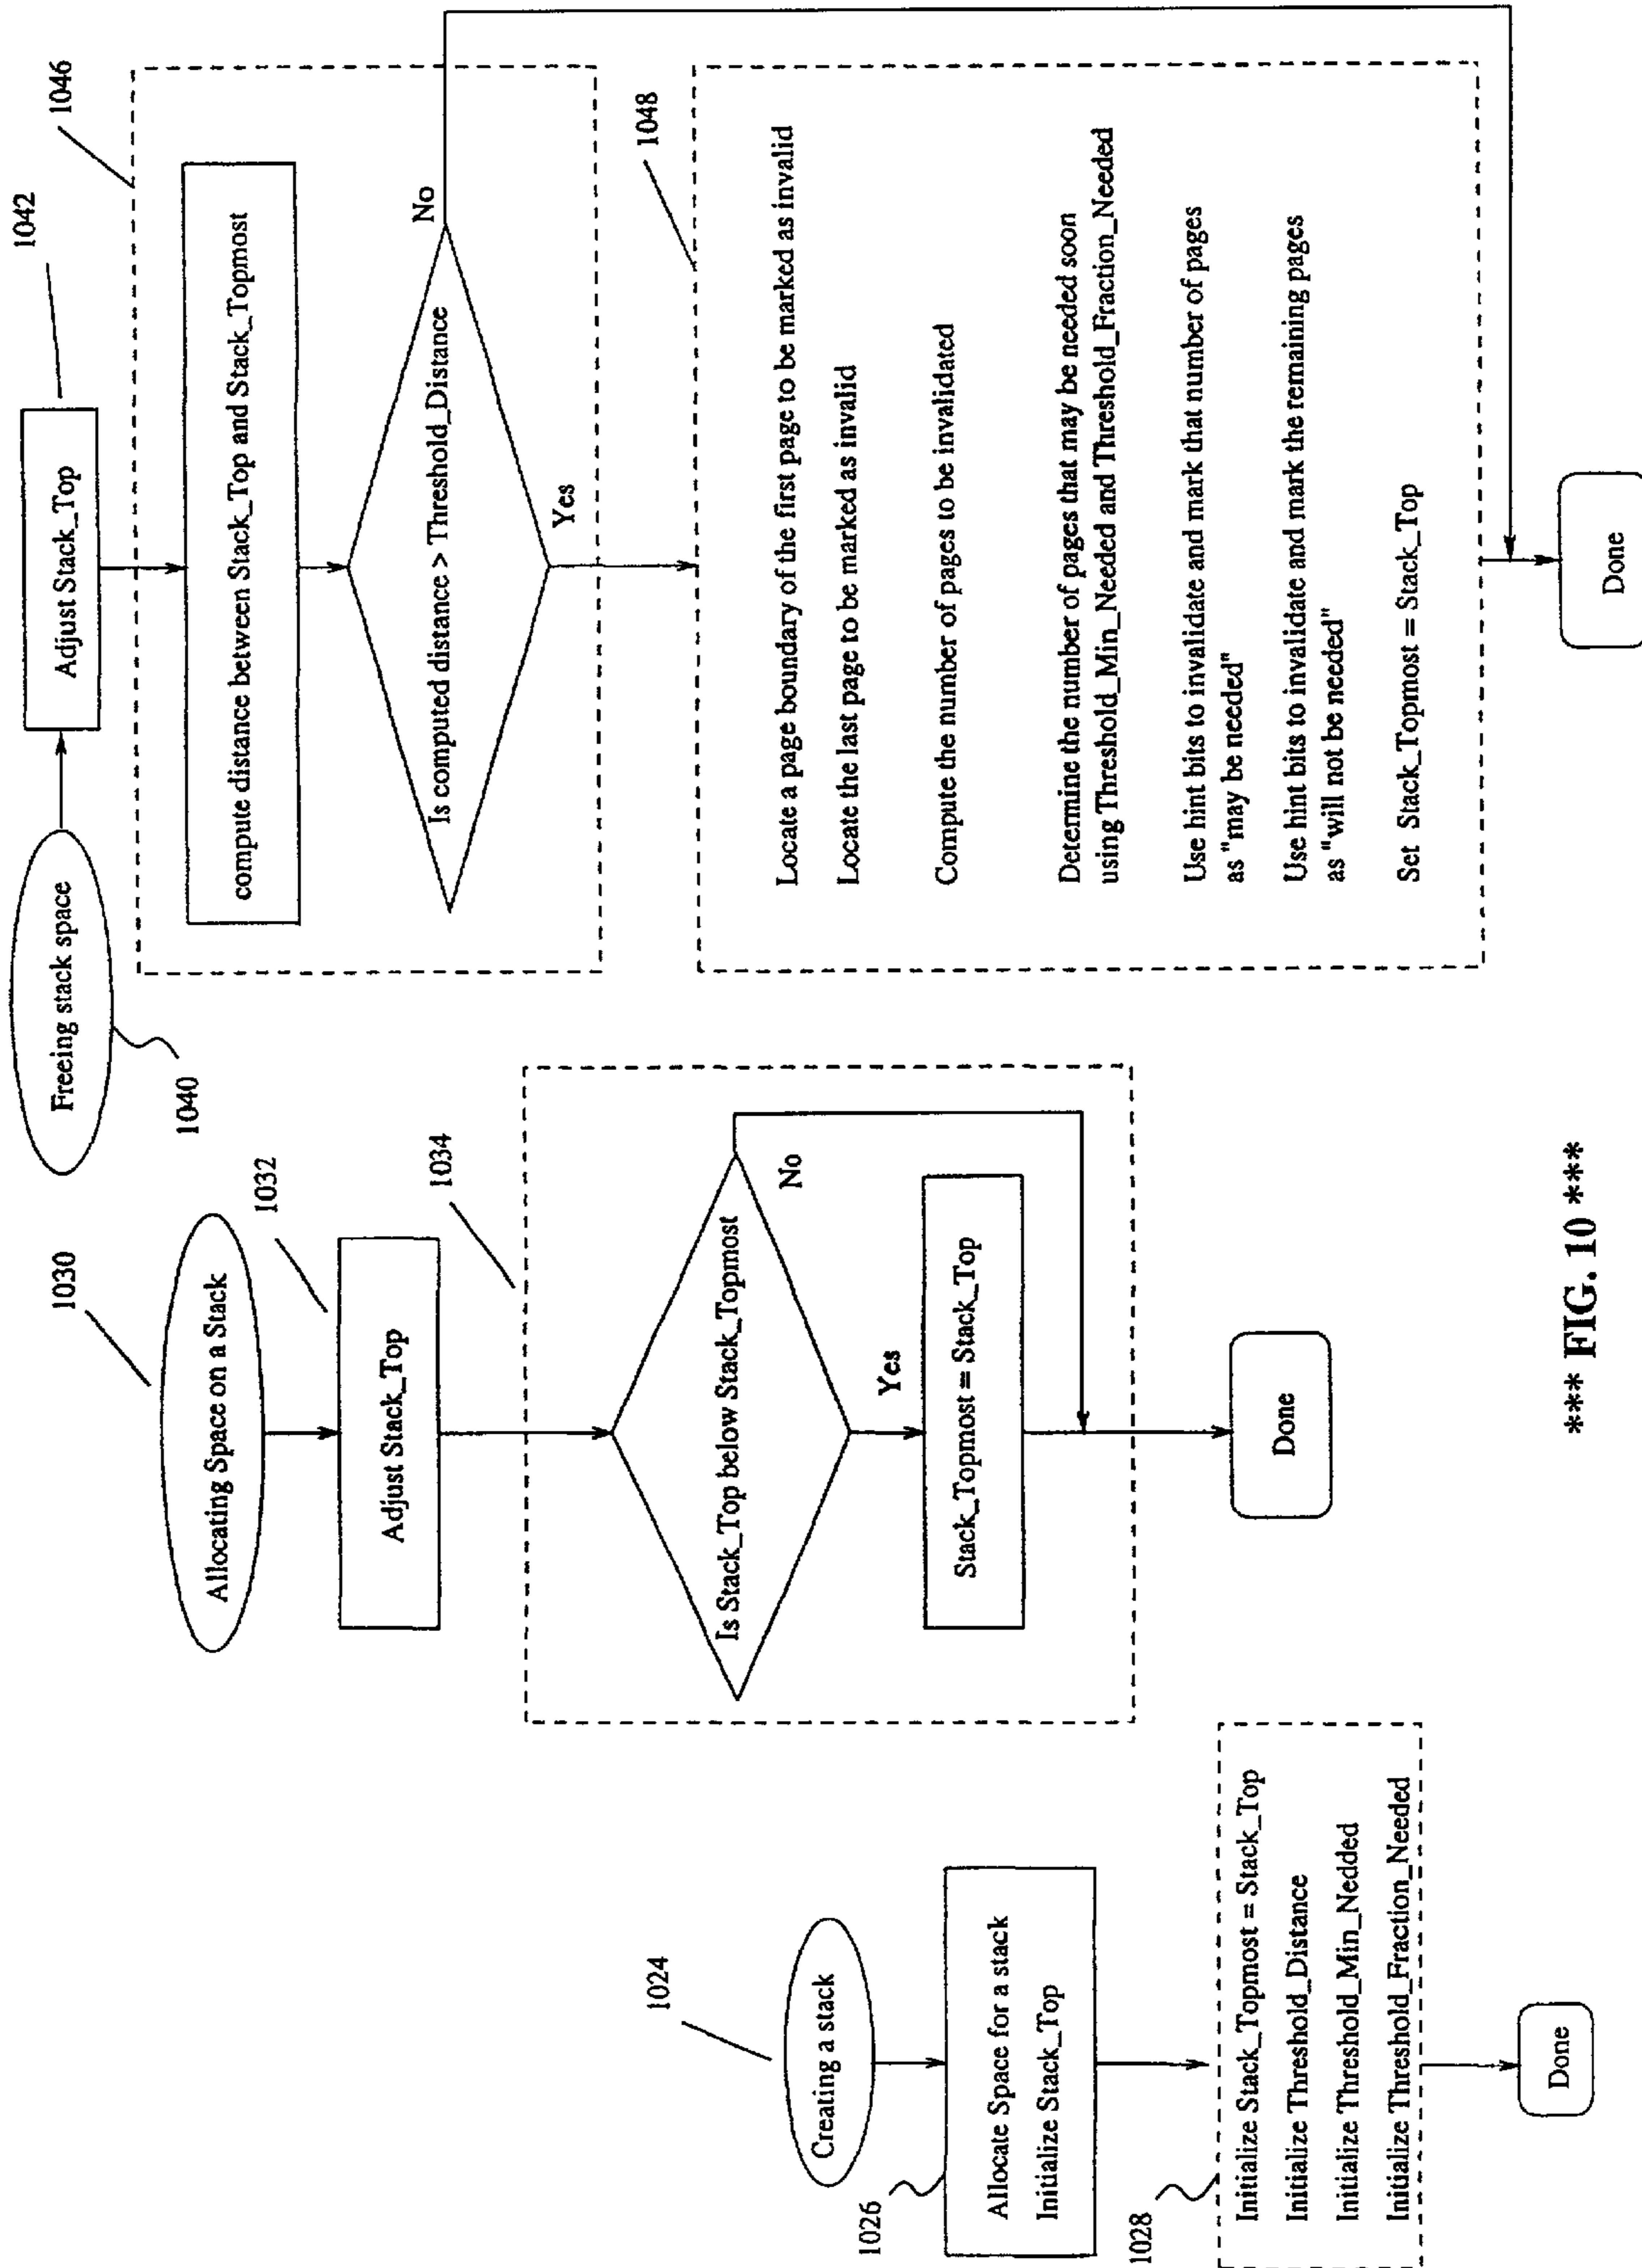 1024
Creating a stack
1026
Allocate Space for a stack
Initialize Stack_Top
1028
Initialize Stack_Topmost = Stack_Top
Initialize Threshold_Distance
Initialize Threshold_Min_Nedded
Initialize Threshold_Fraction_Needed
Done
1030
Allocating Space on a Stack
1032
Adjust Stack_Top
1034
Is Stack_Top below Stack_Topmost
No
Yes
Stack_Topmost = Stack_Top
Done
Freeing stack space
1040
1042
Adjust Stack_Top
1046
compute distance between Stack_Top and Stack_Topmost
Is computed distance > Threshold_Distance
No
Yes
1048
Locate a page boundary of the first page to be marked as invalid
Locate the last page to be marked as invalid
Compute the number of pages to be invalidated
Determine the number of pages that may be needed soon
using Threshold_Min_Needed and Threshold_Fraction_Needed
Use hint bits to invalidate and mark that number of pages
as "may be needed"
Use hint bits to invalidate and mark the remaining pages
as "will not be needed"
Set Stack_Topmost = Stack_Top
Done
*** FIG. 10 ***